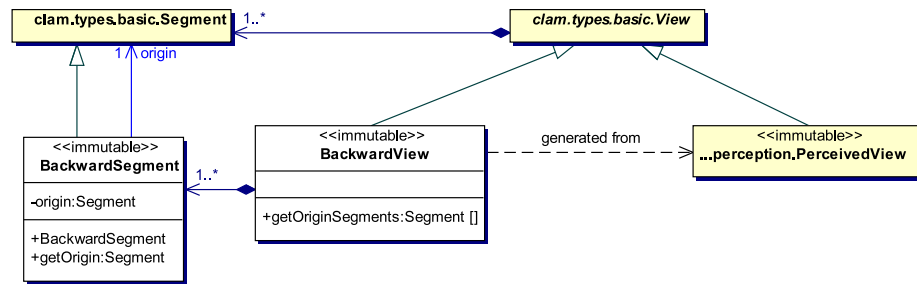 clam.types.basic.Segment
1..*
clam.types.basic.View
1
origin
<<immutable>>
BackwardSegment
-origin:Segment
+BackwardSegment
+getOrigin:Segment
1..*
<<immutable>>
BackwardView
+getOriginSegments:Segment []
generated from
<<immutable>>
...perception.PerceivedView